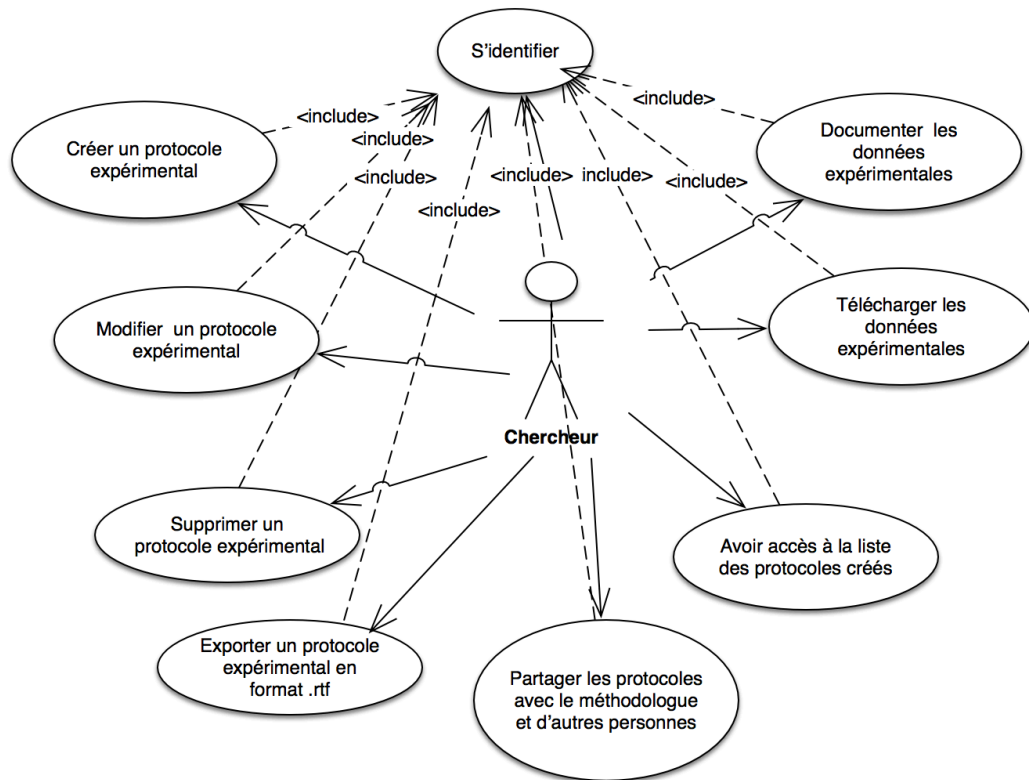 S'identifier
<include>
<include>
<include>
<include>
<include>
include>
<include>
<include>
Créer un protocole
expérimental
Documenter les
données
expérimentales
Modifier un protocole
expérimental
Télécharger les
données
expérimentales
Chercheur
Supprimer un
protocole expérimental
Avoir accès à la liste
des protocoles créés
Exporter un protocole
expérimental en
format .rtf
Partager les protocoles
avec le méthodologue
et d'autres personnes